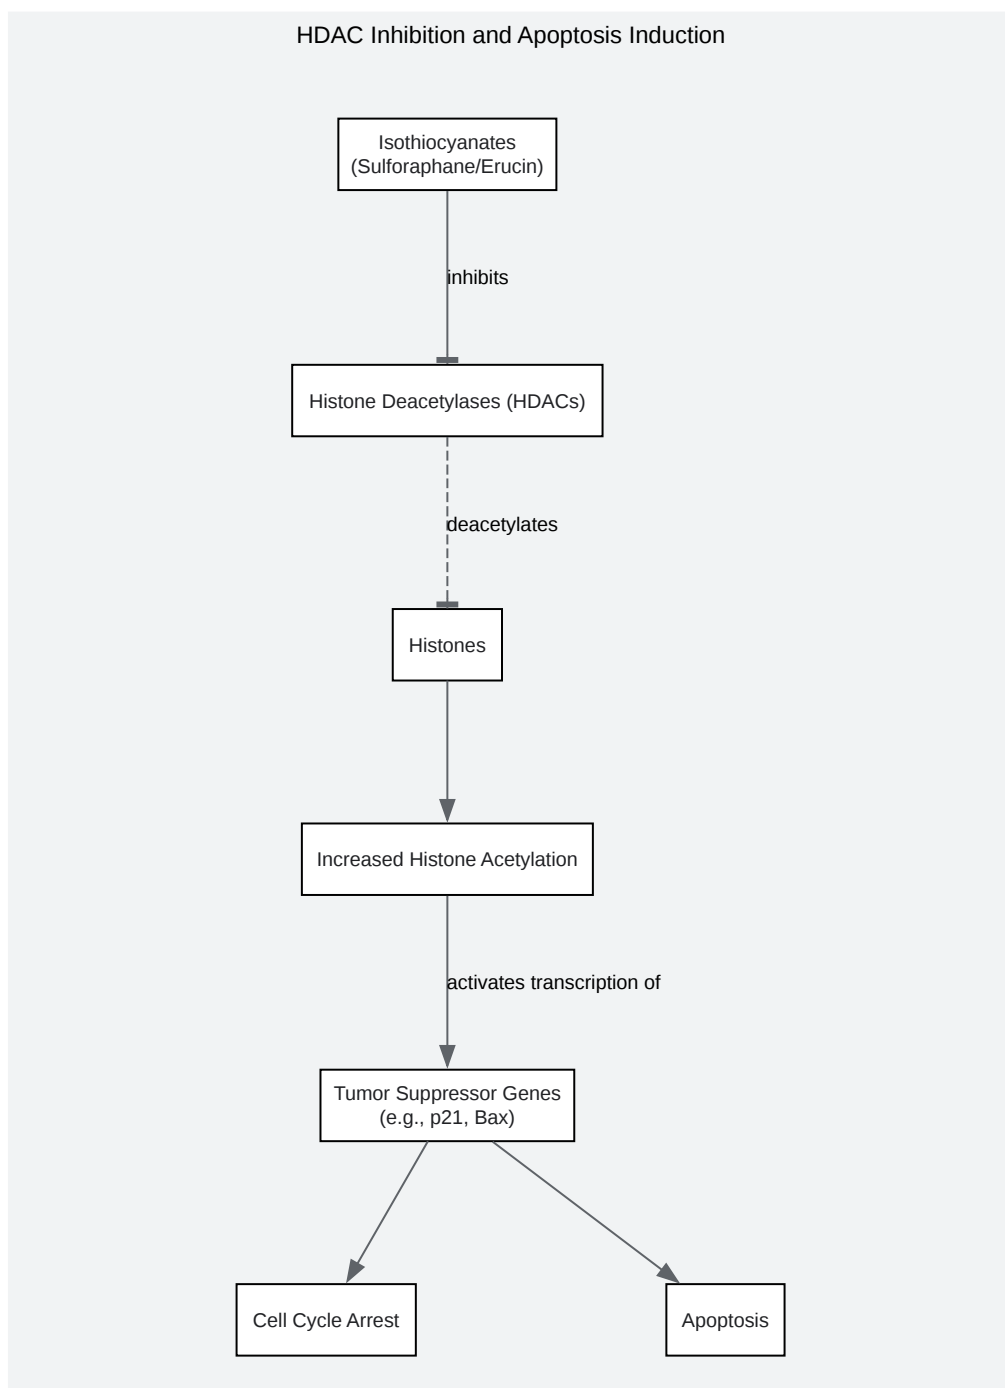 HDAC Inhibition and Apoptosis Induction
Isothiocyanates
(Sulforaphane/Erucin)
inhibits
Histone Deacetylases (HDACs)
deacetylates
Histones
Increased Histone Acetylation
activates transcription of
Tumor Suppressor Genes
(e.g., p21, Bax)
Cell Cycle Arrest
Apoptosis